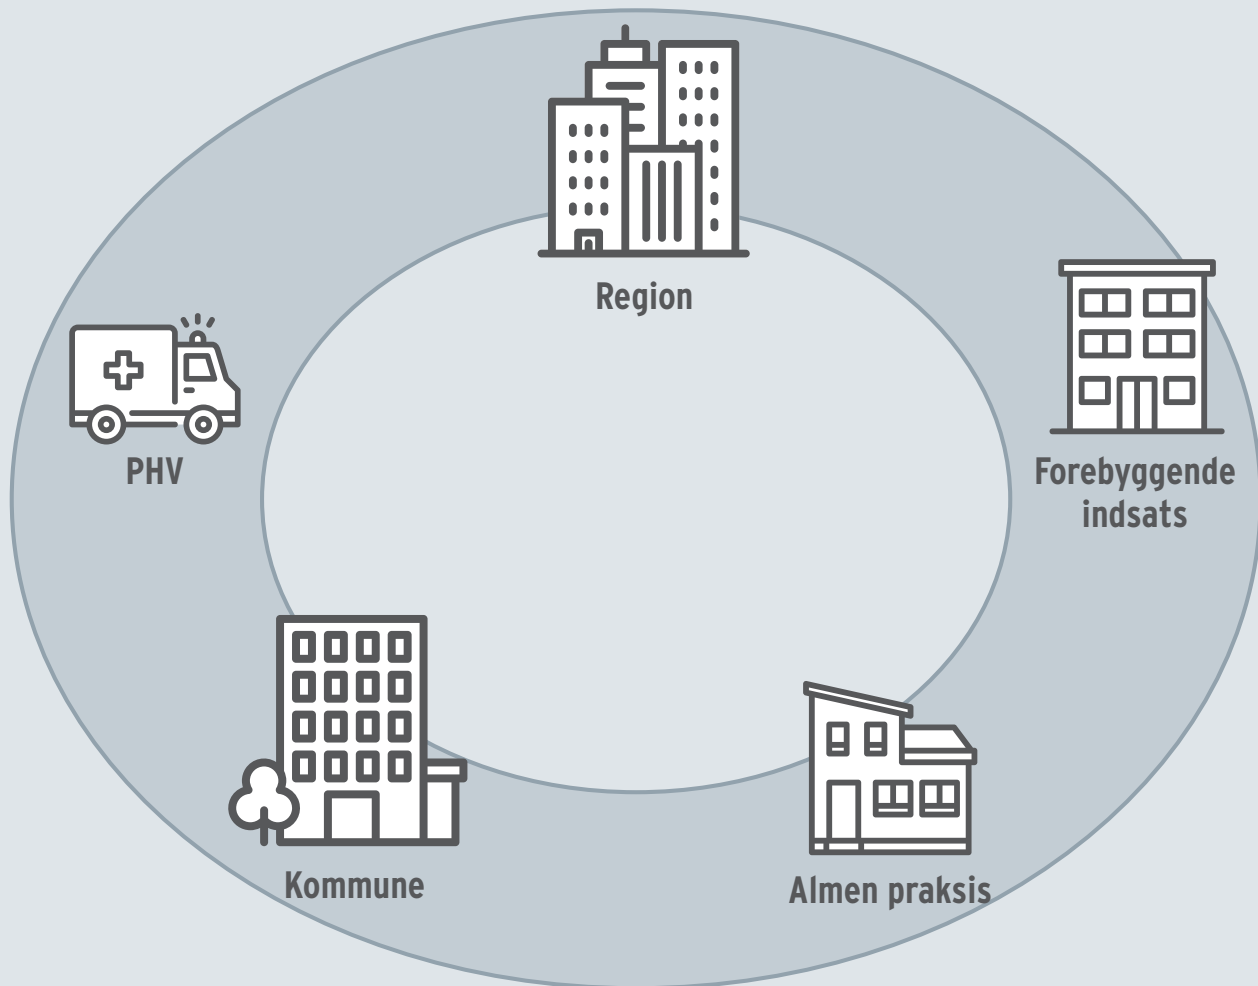 Region
PHV
Forebyggende
indsats
Kommune
Almen praksis